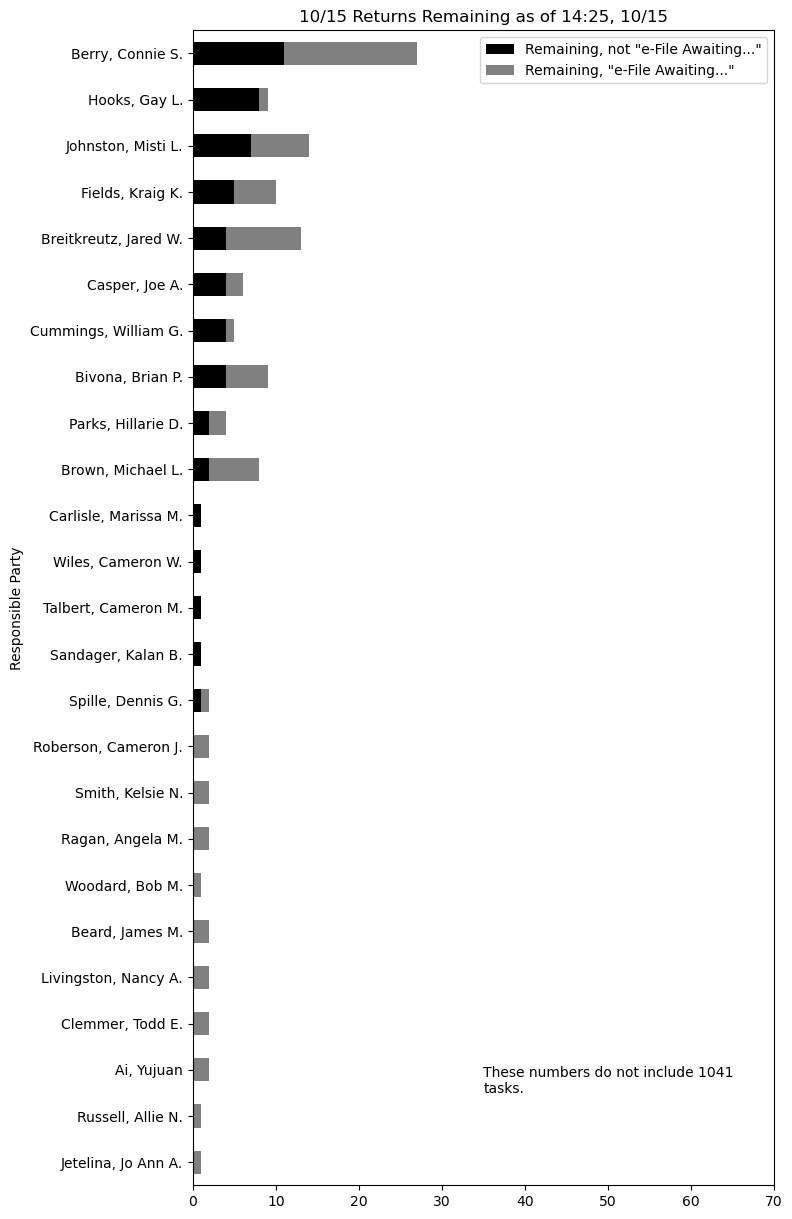 10/15 Returns Remaining as of 14:25, 10/15
Remaining, not "e-File Awaiting..."
Remaining, "e-File Awaiting..."
Responsible Party
Berry, Connie S.
Hooks, Gay L.
Johnston, Misti L.
Fields, Kraig K.
Breitkreutz, Jared W.
Casper, Joe A.
Cummings, William G.
Bivona, Brian P.
Parks, Hillarie D.
Brown, Michael L.
Carlisle, Marissa M.
Wiles, Cameron W.
Talbert, Cameron M.
Sandager, Kalan B.
Spille, Dennis G.
Roberson, Cameron J.
Smith, Kelsie N.
Ragan, Angela M.
Woodard, Bob M.
Beard, James M.
Livingston, Nancy A.
Clemmer, Todd E.
Ai, Yujuan
Russell, Allie N.
Jetelina, Jo Ann A.
These numbers do not include 1041
tasks.
0 10 20 30 40 50 60 70